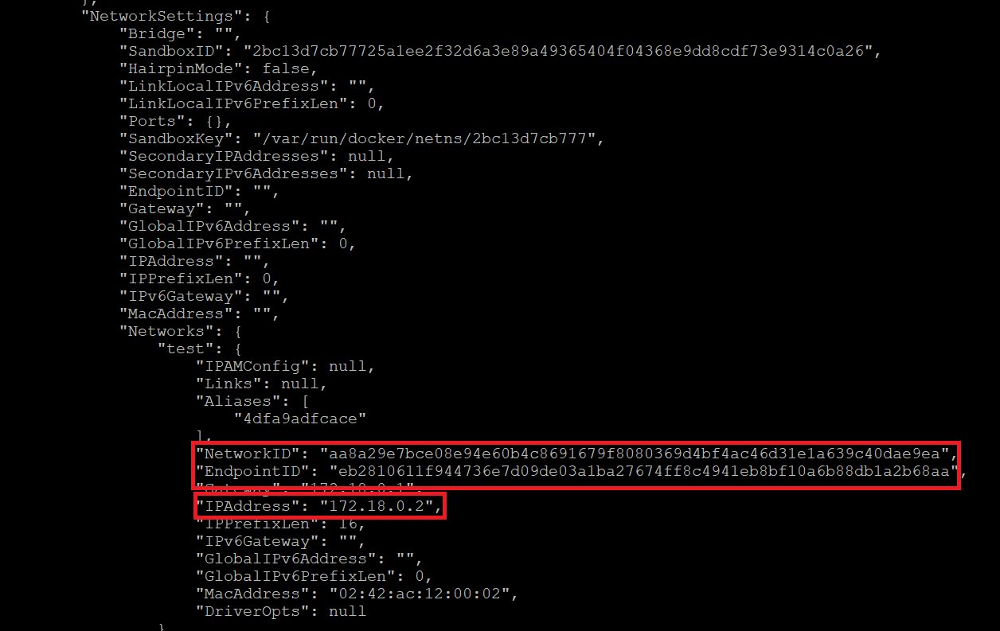 },
"NetworkSettings": {
"Bridge": "",
"SandboxID": "2bc13d7cb77725a1ee2f32d6a3e89a49365404f04368e9dd8cdf73e9314c0a26",
"HairpinMode": false,
"LinkLocalIPv6Address": "",
"LinkLocalIPv6PrefixLen": 0,
"Ports": {},
"SandboxKey": "/var/run/docker/netns/2bc13d7cb777",
"SecondaryIPAddresses": null,
"SecondaryIPv6Addresses": null,
"EndpointID": "",
"Gateway": "",
"GlobalIPv6Address": "",
"GlobalIPv6PrefixLen": 0,
"IPAddress": "",
"IPPrefixLen": 0,
"IPv6Gateway": "",
"MacAddress": "",
"Networks": {
"test": {
"IPAMConfig": null,
"Links": null,
"Aliases": [
"4dfa9adfcace"
],
"NetworkID": "aa8a29e7bce08e94e60b4c8691679f8080369d4bf4ac46d31e1a639c40dae9ea",
"EndpointID": "eb2810611f944736e7d09de03a1ba27674ff8c4941eb8bf10a6b88db1a2b68aa",
"Gateway": "172.18.0.1",
"IPAddress": "172.18.0.2",
"IPPrefixLen": 16,
"IPv6Gateway": "",
"GlobalIPv6Address": "",
"GlobalIPv6PrefixLen": 0,
"MacAddress": "02:42:ac:12:00:02",
"DriverOpts": null
}